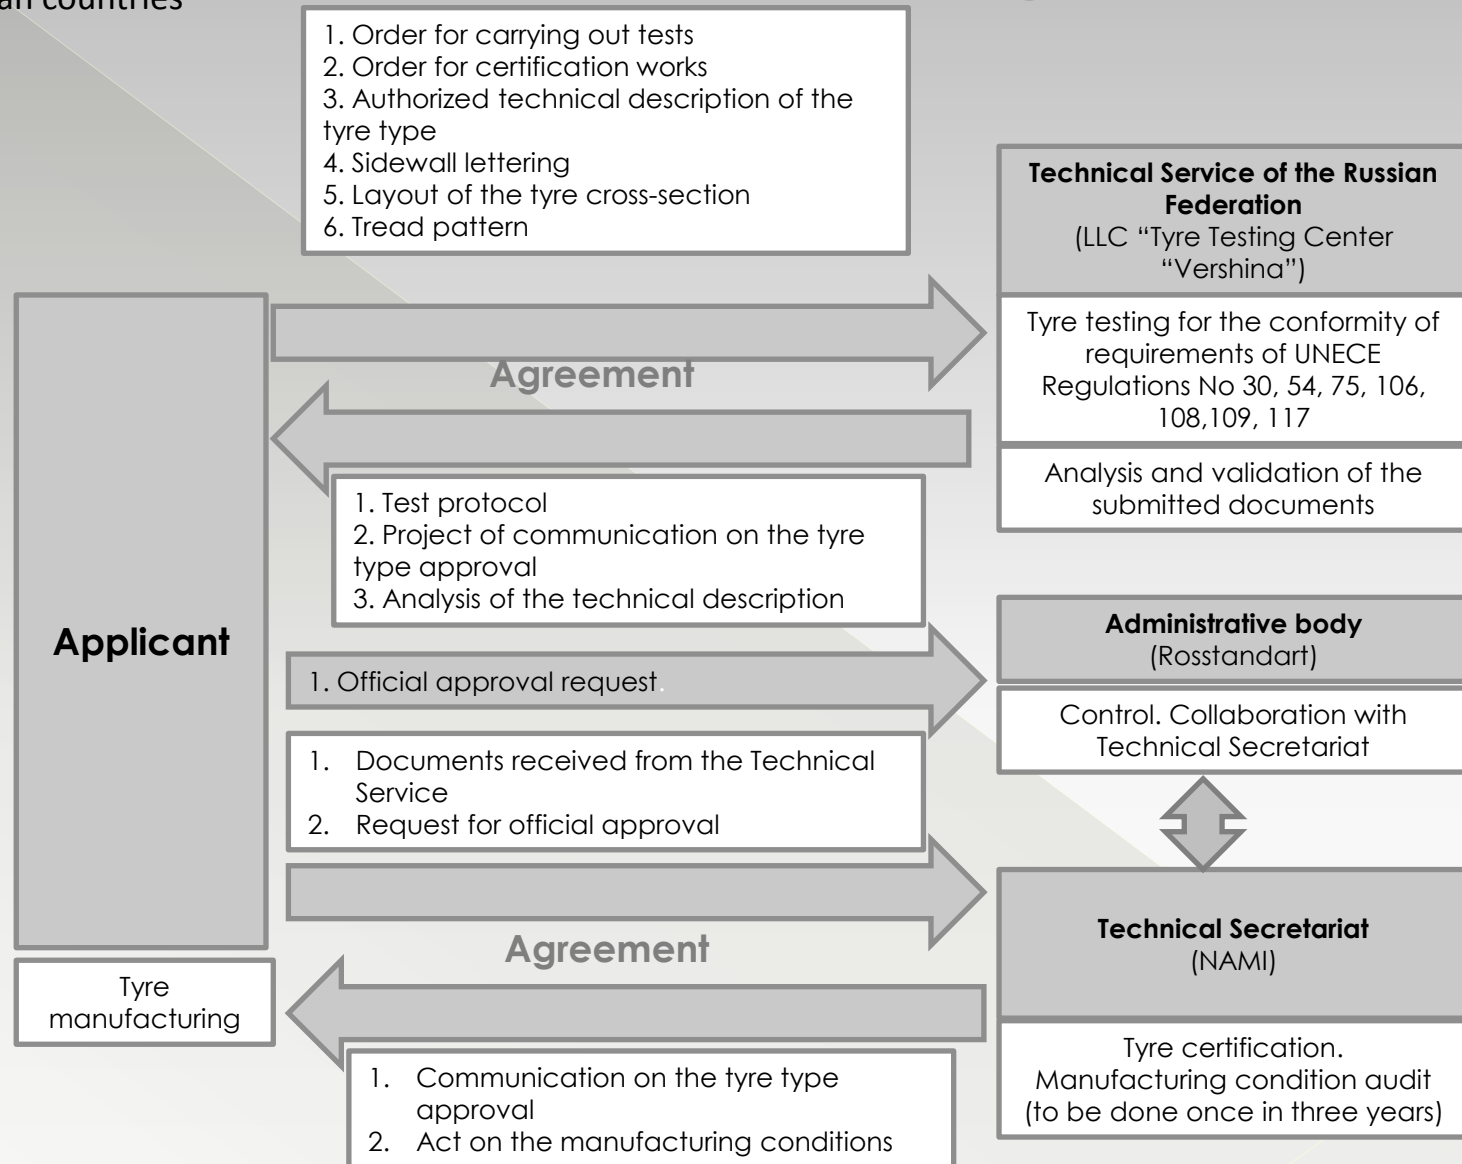 an countries
1. Order for carrying out tests
2. Order for certification works
3. Authorized technical description of the
tyre type
4. Sidewall lettering
5. Layout of the tyre cross-section
6. Tread pattern
Technical Service of the Russian
Federation
(LLC “Tyre Testing Center
“Vershina”)
Tyre testing for the conformity of
requirements of UNECE
Regulations No 30, 54, 75, 106,
108,109, 117
Analysis and validation of the
submitted documents
Agreement
1. Test protocol
2. Project of communication on the tyre
type approval
3. Analysis of the technical description
Applicant
Tyre
manufacturing
1. Official approval request.
Administrative body
(Rosstandart)
Control. Collaboration with
Technical Secretariat
1. Documents received from the Technical
Service
2. Request for official approval
Agreement
Technical Secretariat
(NAMI)
Tyre certification.
Manufacturing condition audit
(to be done once in three years)
1. Communication on the tyre type
approval
2. Act on the manufacturing conditions